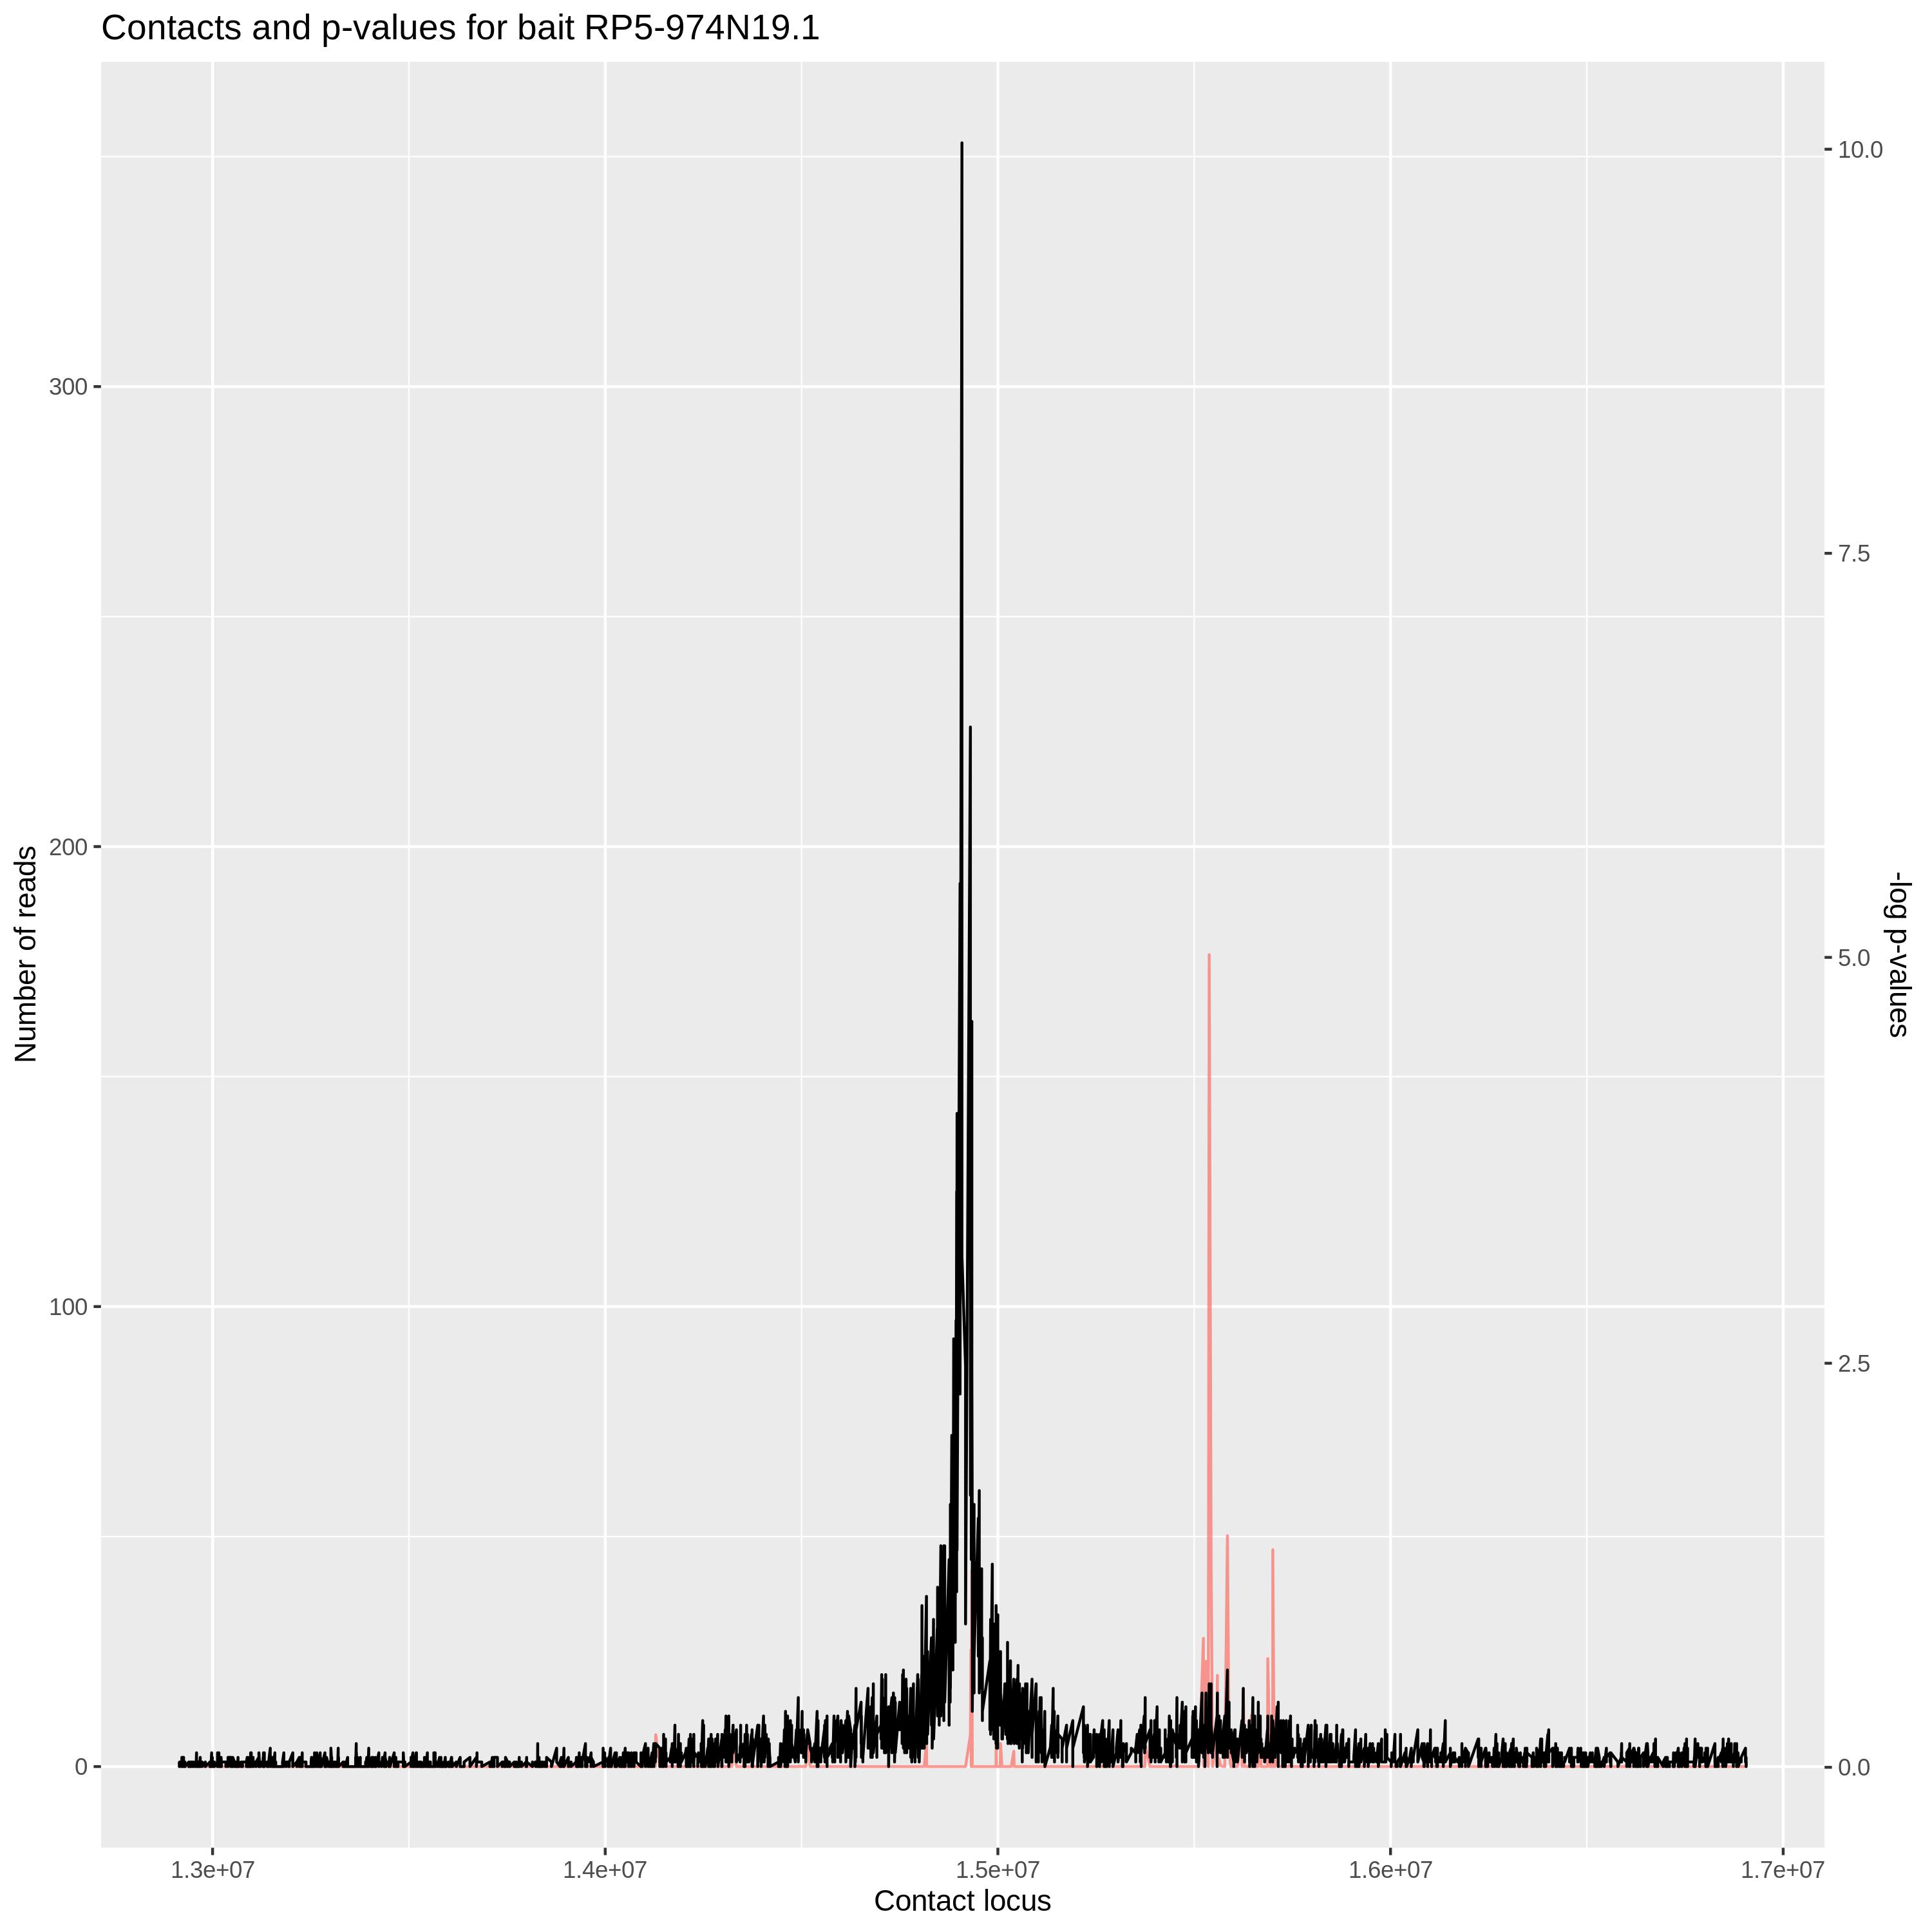 Contacts and p-values for bait RP5-974N19.1
Number of reads
300
200
100
0
10.0
7.5
5.0
2.5
0.0
-log p-values
1.3e+07
1.4e+07
1.5e+07
1.6e+07
1.7e+07
Contact locus